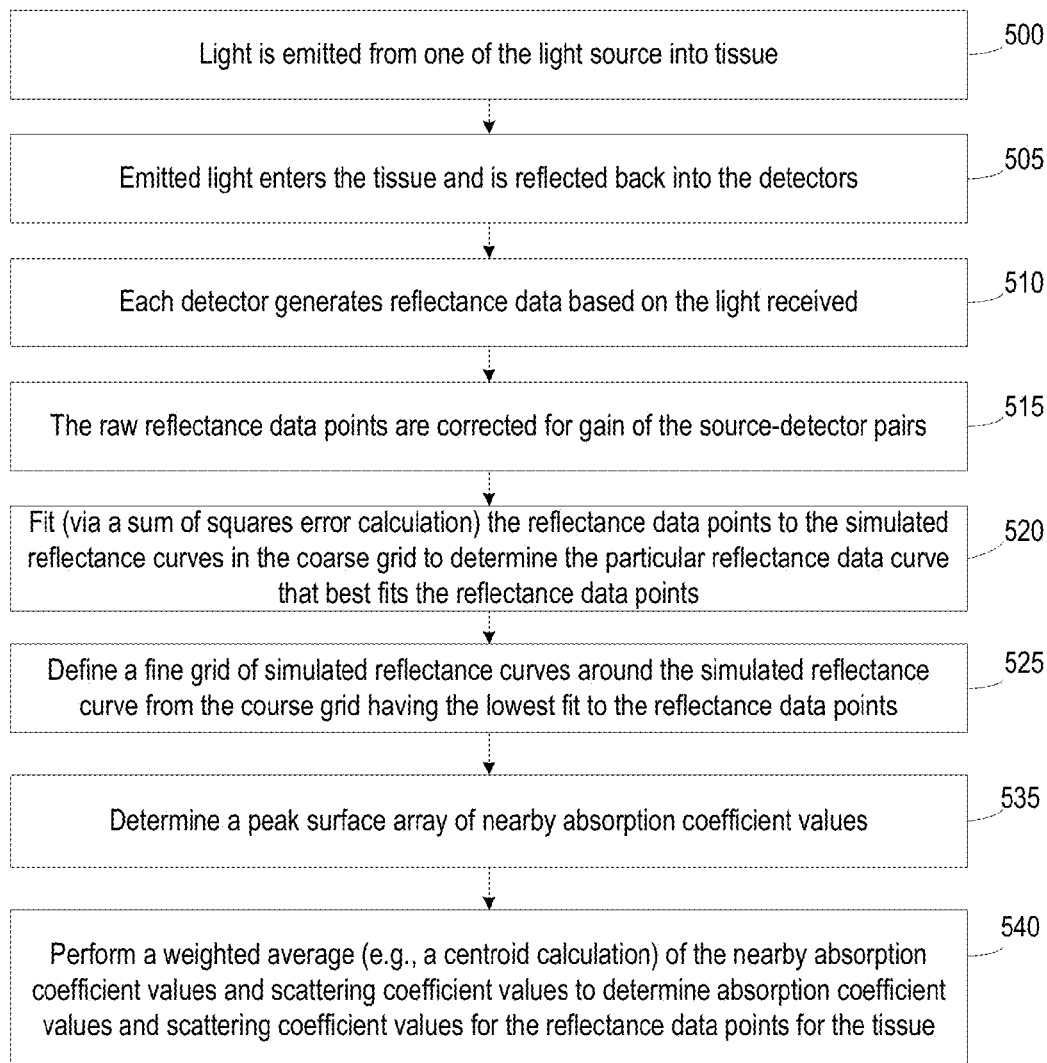 Light is emitted from one of the light source into tissue
500
Emitted light enters the tissue and is reflected back into the detectors
505
Each detector generates reflectance data based on the light received
510
The raw reflectance data points are corrected for gain of the source-detector pairs
515
Fit (via a sum of squares error calculation) the reflectance data points to the simulated
reflectance curves in the coarse grid to determine the particular reflectance data curve
that best fits the reflectance data points
520
Define a fine grid of simulated reflectance curves around the simulated reflectance
curve from the course grid having the lowest fit to the reflectance data points
525
Determine a peak surface array of nearby absorption coefficient values
535
Perform a weighted average (e.g., a centroid calculation) of the nearby absorption
coefficient values and scattering coefficient values to determine absorption coefficient
values and scattering coefficient values for the reflectance data points for the tissue
540